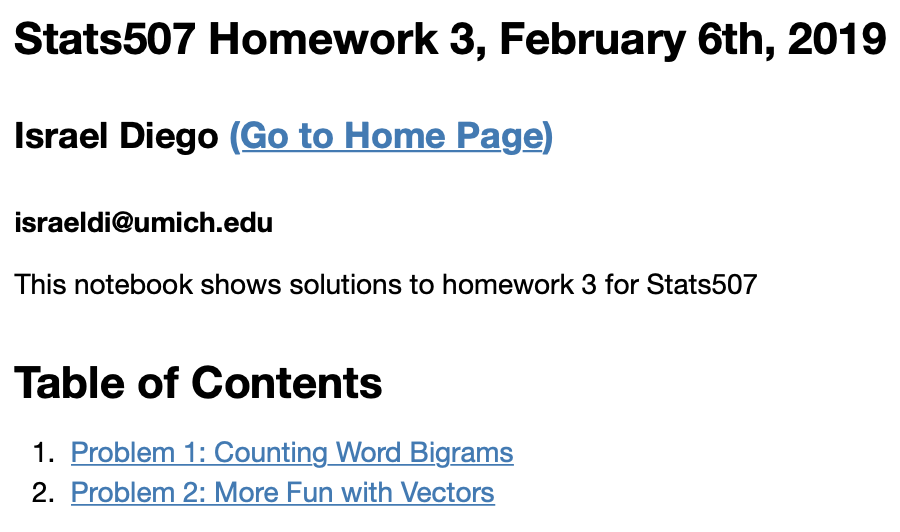 Stats507 Homework 3, February 6th, 2019
Israel Diego (Go to Home Page)
israeldi@umich.edu
This notebook shows solutions to homework 3 for Stats507
Table of Contents
1. Problem 1: Counting Word Bigrams
2. Problem 2: More Fun with Vectors